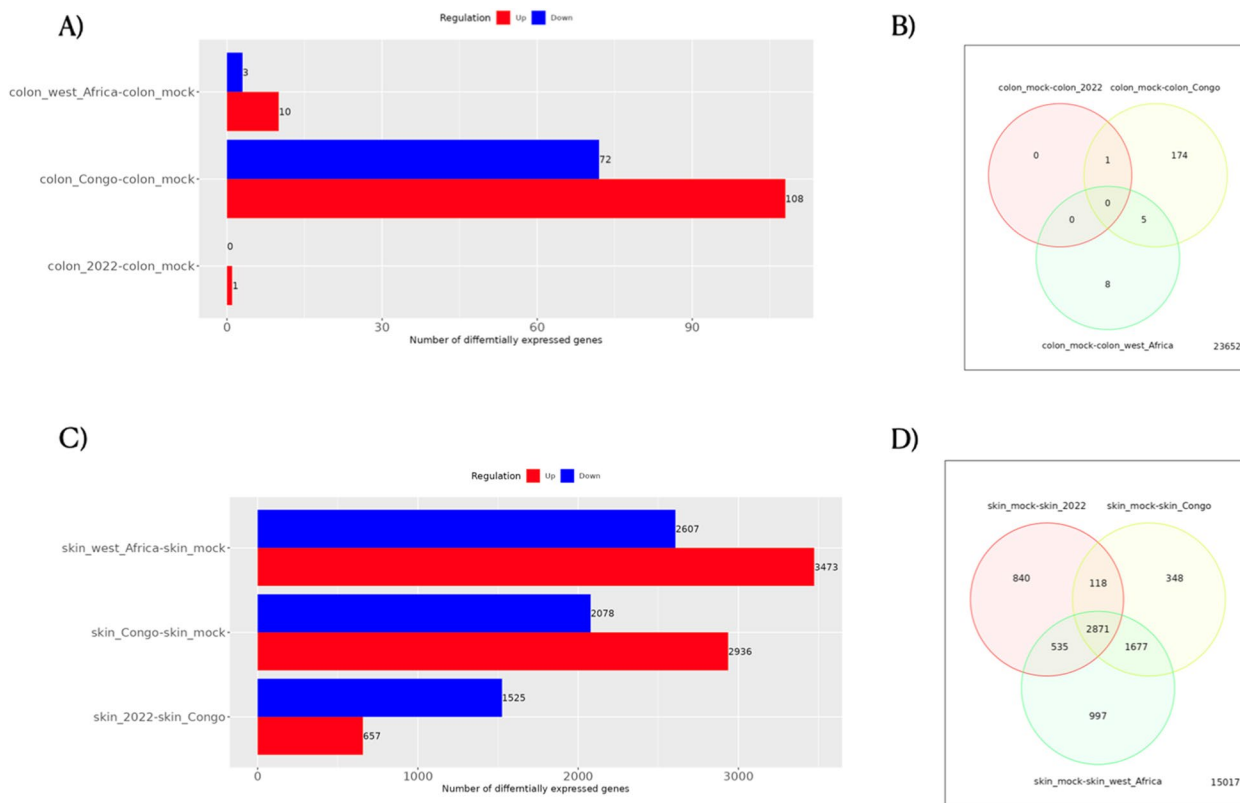 A)
Regulation Up Down
colon_west_Africa-colon_mock
3
10
colon_Congo-colon_mock
72
108
colon_2022-colon_mock
0
1
0 30 60 90
Number of differntially expressed genes
B)
colon_mock-colon_2022 colon_mock-colon_Congo
0 1 174
0
0 5
8
colon_mock-colon_west_Africa 23652
C)
Regulation Up Down
skin_west_Africa-skin_mock
2607
3473
skin_Congo-skin_mock
2078
2936
skin_2022-skin_Congo
1525
657
0 1000 2000 3000
Number of differntially expressed genes
D)
skin_mock-skin_2022 skin_mock-skin_Congo
840 118 348
2871
535 1677
997
skin_mock-skin_west_Africa 15017